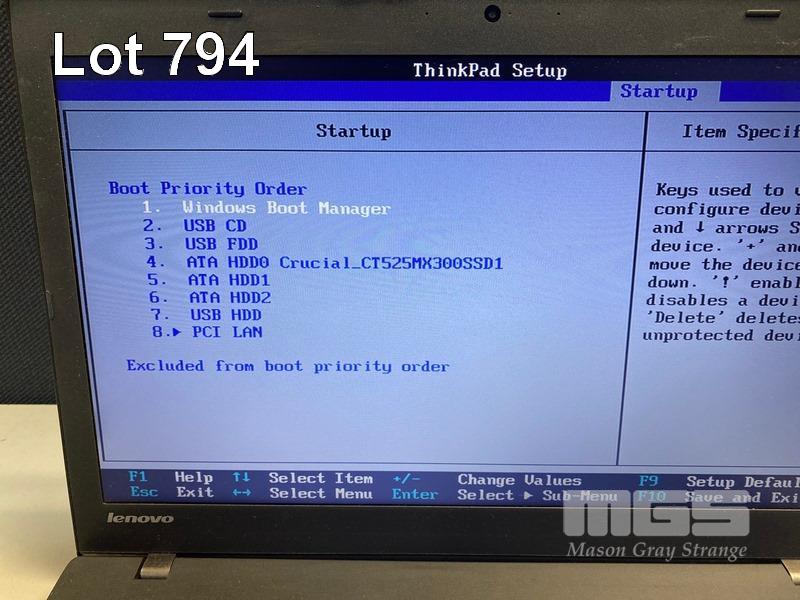 Lot 794
ThinkPad Setup
Startup
Startup
Item Specif
Boot Priority Order
1. Windows Boot Manager
2. USB CD
3. USB FDD
4. ATA HDD0 Crucial_CT525MX300SSD1
5. ATA HDD1
6. ATA HDD2
7. USB HDD
8.▶ PCI LAN
Excluded from boot priority order
Keys used to v
configure devi
and ↓ arrows S
device. '+' and
move the device
down. '!' enabl
disables a devi
'Delete' deletes
unprotected devi
F1 Help ↑↓ Select Item +/- Change Values F9 Setup Defaul
Esc Exit ↔ Select Menu Enter Select ▶ Sub-Menu F10 Save and Exi
lenovo
MGS
Mason Gray Strange